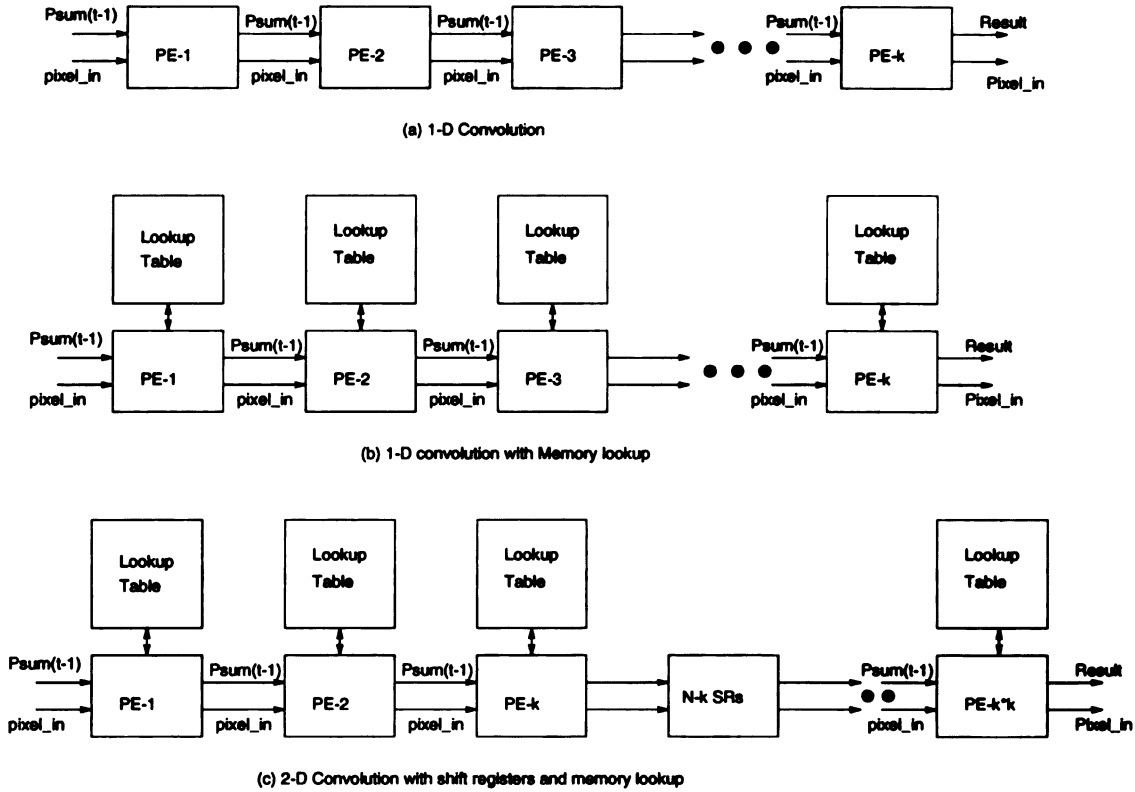 Psum(t-1) Psum(t-1) Psum(t-1) Psum(t-1) Result
PE-1 PE-2 PE-3 PE-k
pixel_in pixel_in pixel_in pixel_in Pixel_in
(a) 1-D Convolution
Lookup Lookup Lookup Lookup
Table Table Table Table
Psum(t-1) Psum(t-1) Psum(t-1) Psum(t-1) Result
PE-1 PE-2 PE-3 PE-k
pixel_in pixel_in pixel_in pixel_in Pixel_in
(b) 1-D convolution with Memory lookup
Lookup Lookup Lookup Lookup
Table Table Table Table
Psum(t-1) Psum(t-1) Psum(t-1) Psum(t-1) Result
PE-1 PE-2 PE-k N-k SRs PE-k*k
pixel_in pixel_in pixel_in pixel_in Pixel_in
(c) 2-D Convolution with shift registers and memory lookup